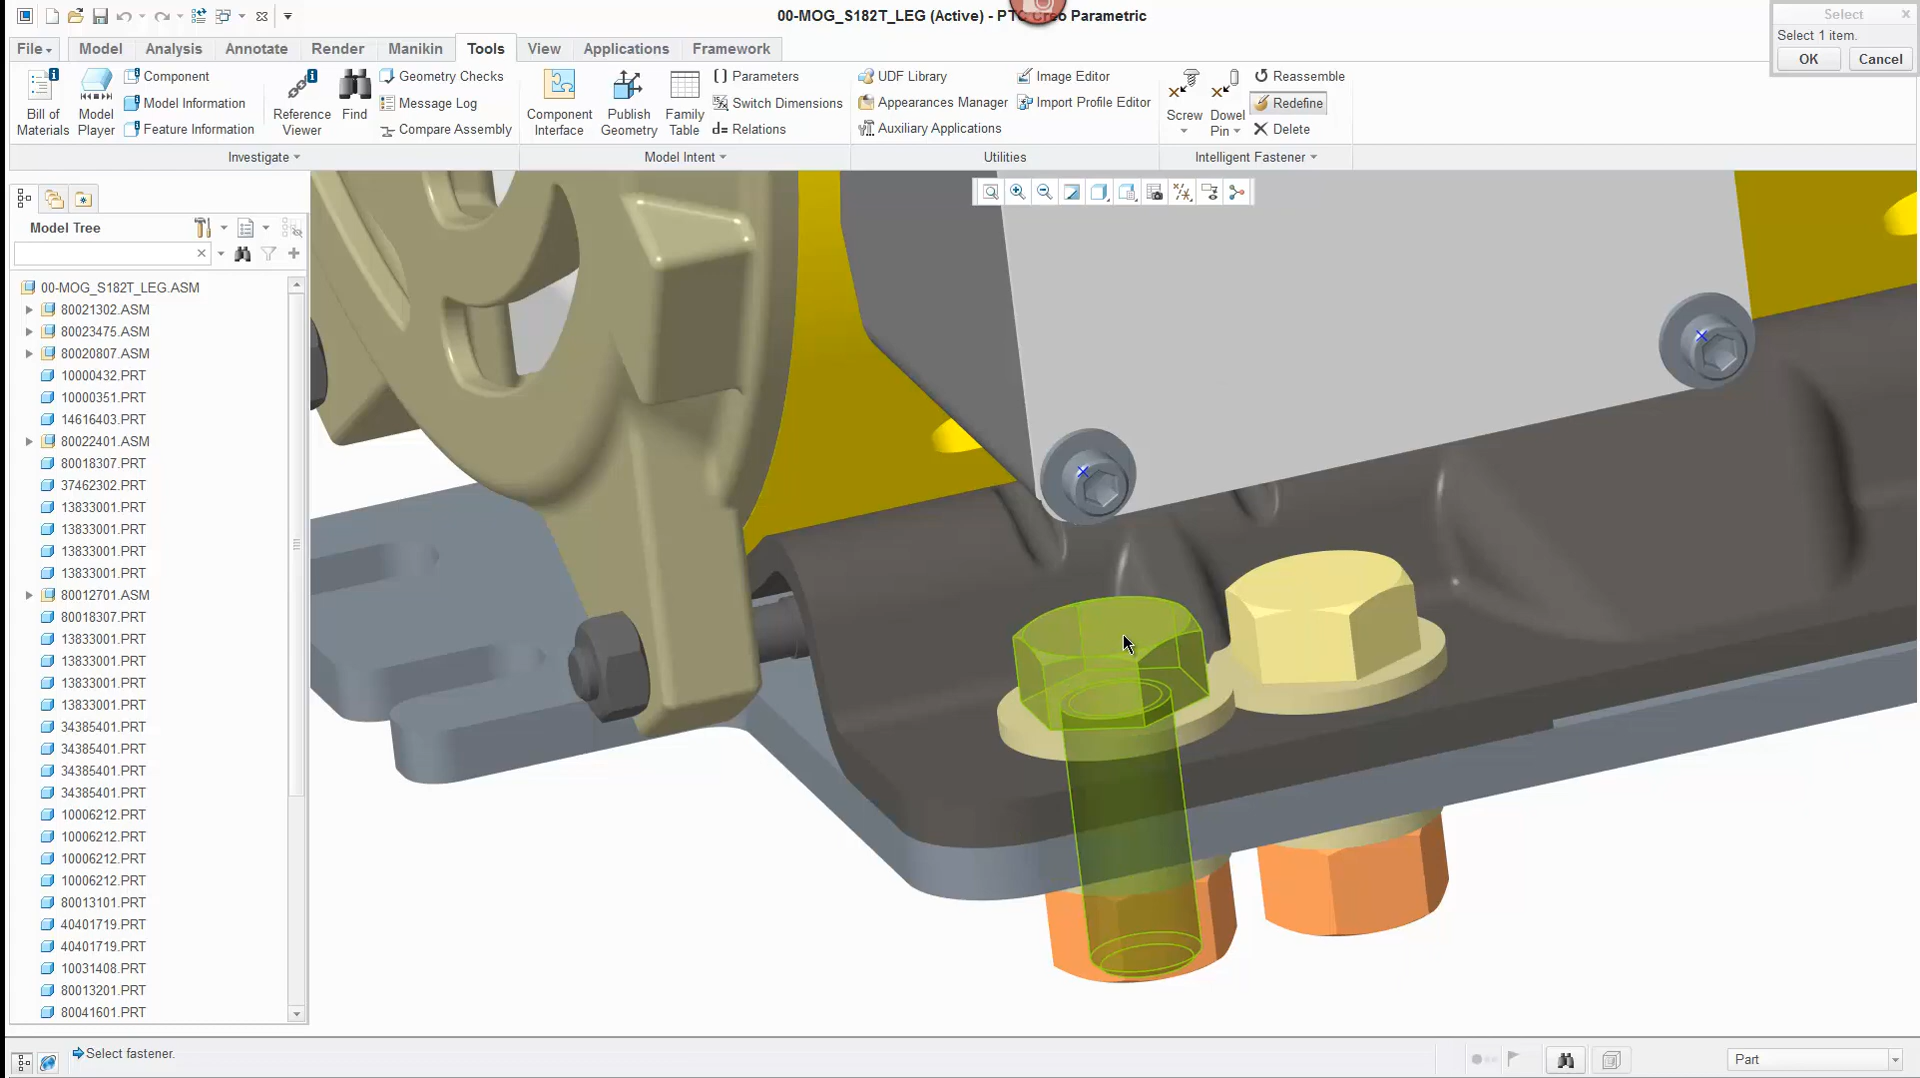 00-MOG_S182T_LEG (Active) - PTC Creo Parametric
Select
Select 1 item.
OK
Cancel
File
Model
Analysis
Annotate
Render
Manikin
Tools
View
Applications
Framework
Bill of Materials
Model Player
Component
Model Information
Feature Information
Reference Viewer
Find
Geometry Checks
Message Log
Compare Assembly
Component Interface
Publish Geometry
Family Table
Parameters
Switch Dimensions
d= Relations
UDF Library
Appearances Manager
Auxiliary Applications
Image Editor
Import Profile Editor
Screw
Dowel Pin
Reassemble
Redefine
Delete
Investigate
Model Intent
Utilities
Intelligent Fastener
Model Tree
00-MOG_S182T_LEG.ASM
80021302.ASM
80023475.ASM
80020807.ASM
10000432.PRT
10000351.PRT
14616403.PRT
80022401.ASM
80018307.PRT
37462302.PRT
13833001.PRT
13833001.PRT
13833001.PRT
13833001.PRT
80012701.ASM
80018307.PRT
13833001.PRT
13833001.PRT
13833001.PRT
13833001.PRT
34385401.PRT
34385401.PRT
34385401.PRT
34385401.PRT
10006212.PRT
10006212.PRT
10006212.PRT
10006212.PRT
80013101.PRT
40401719.PRT
40401719.PRT
10031408.PRT
80013201.PRT
80041601.PRT
Select fastener.
Part